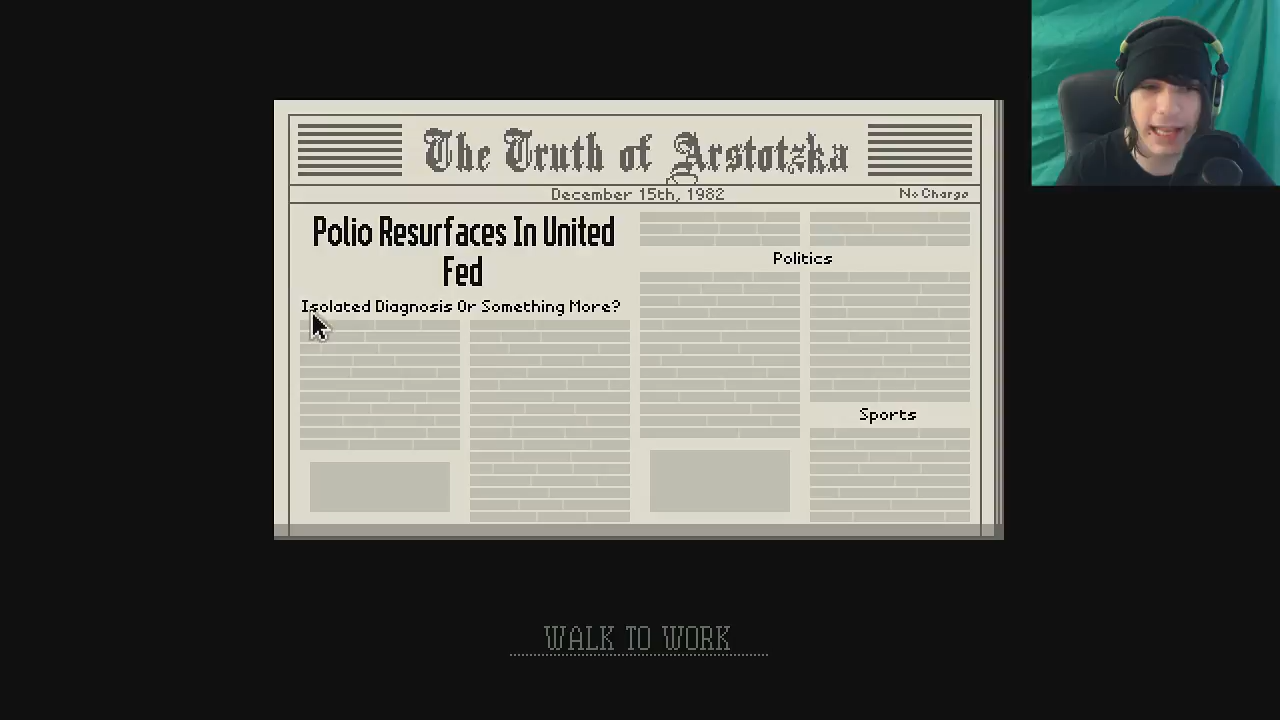 The Truth of Arstotzka
December 15th, 1982
No Charge
Polio Resurfaces In United
Fed
Isolated Diagnosis Or Something More?
Politics
Sports
WALK TO WORK